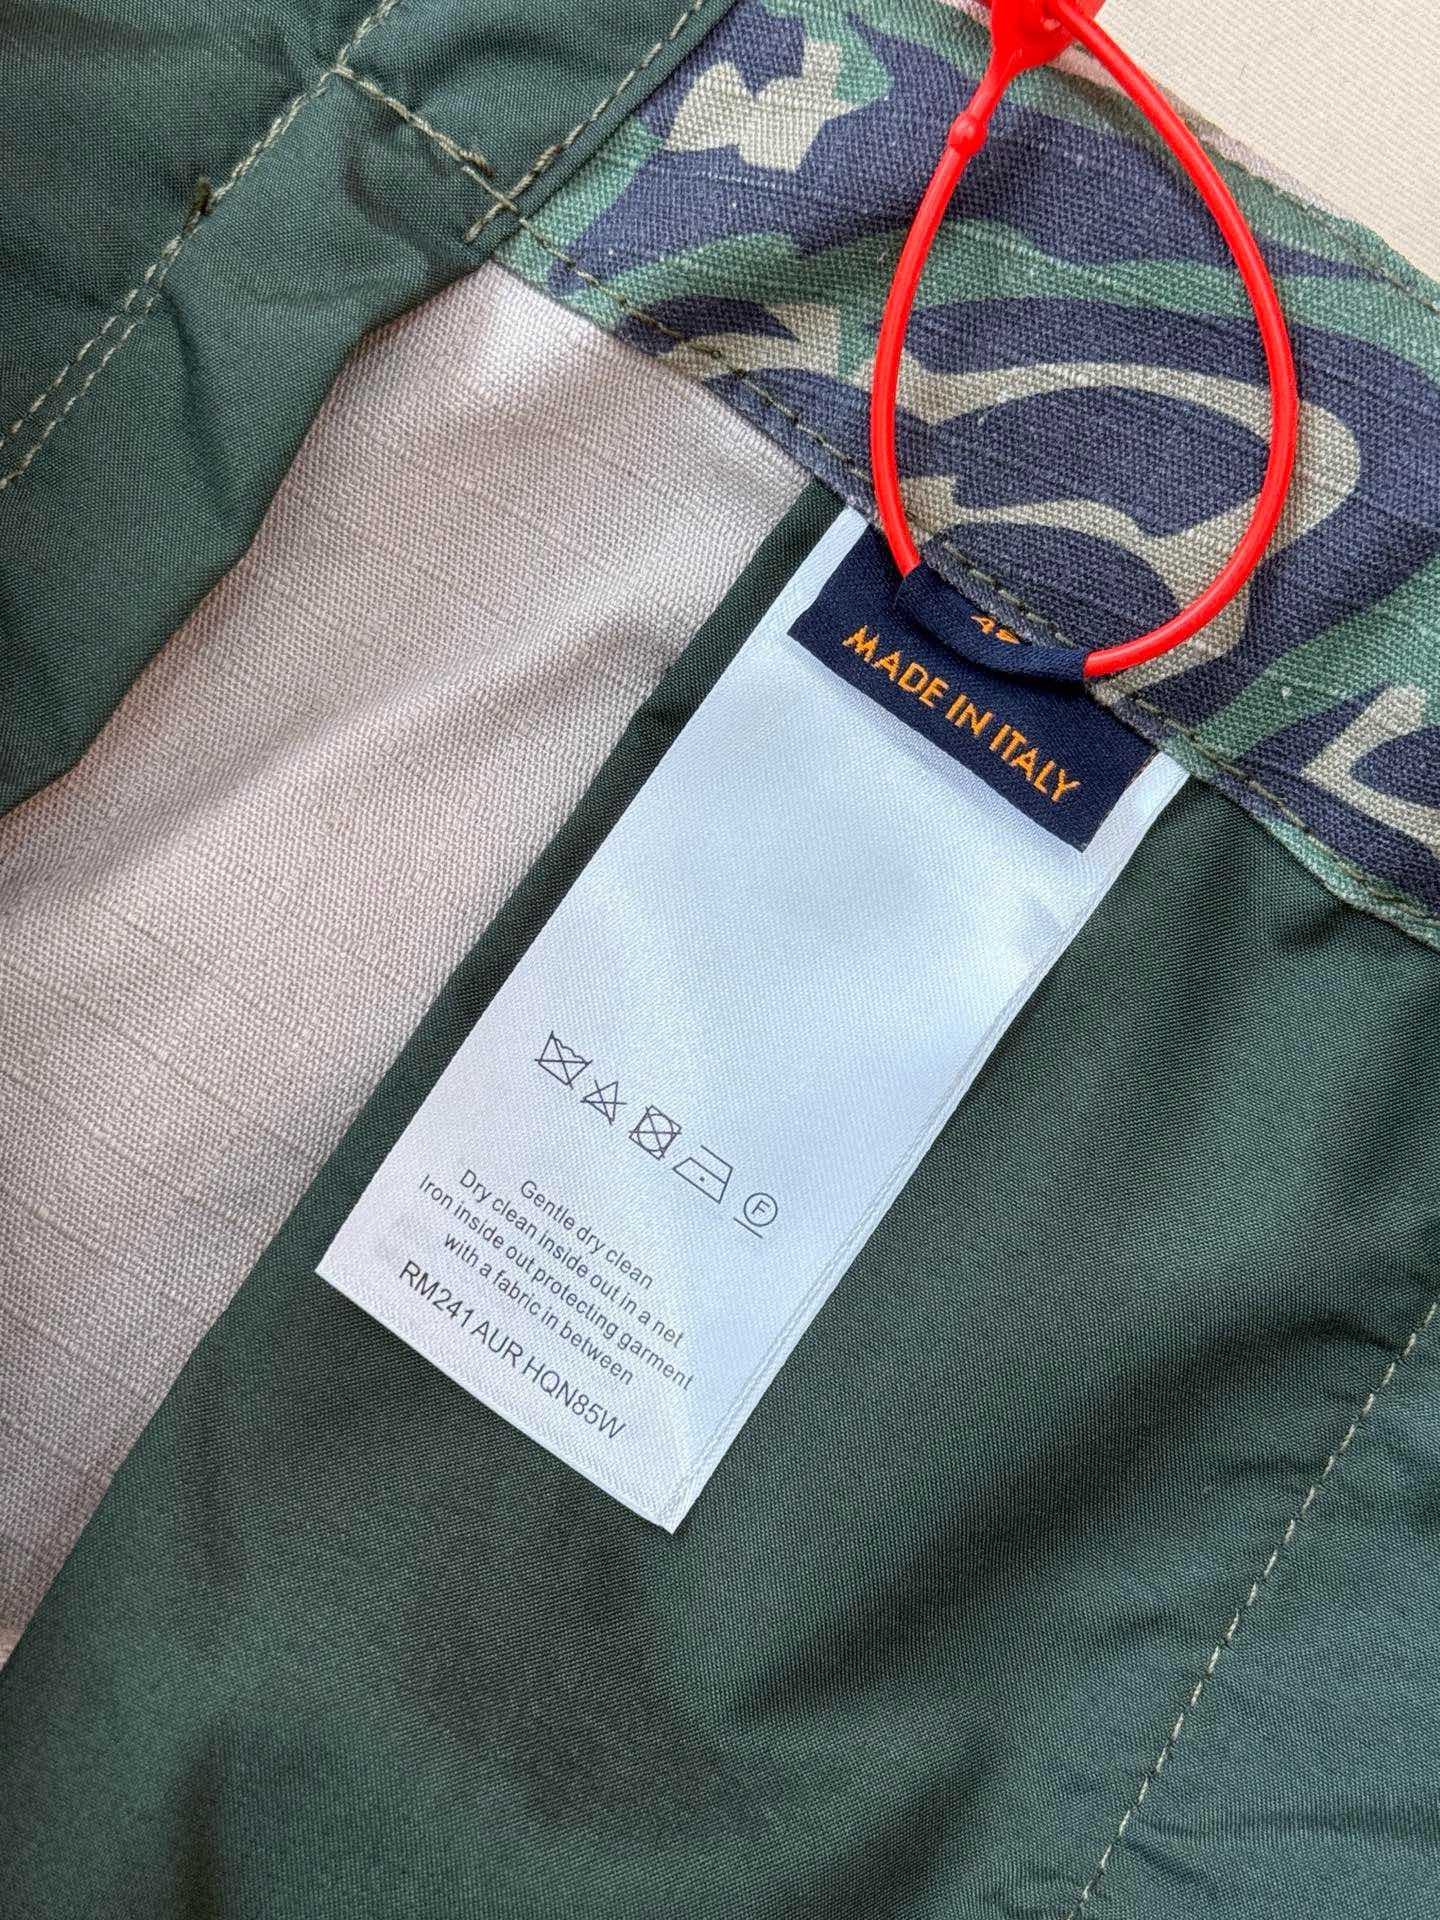 MADE IN ITALY
F
Gentle dry clean
Dry clean inside out in a net
Iron inside out protecting garment
with a fabric in between
RM241 AUR HQN85W